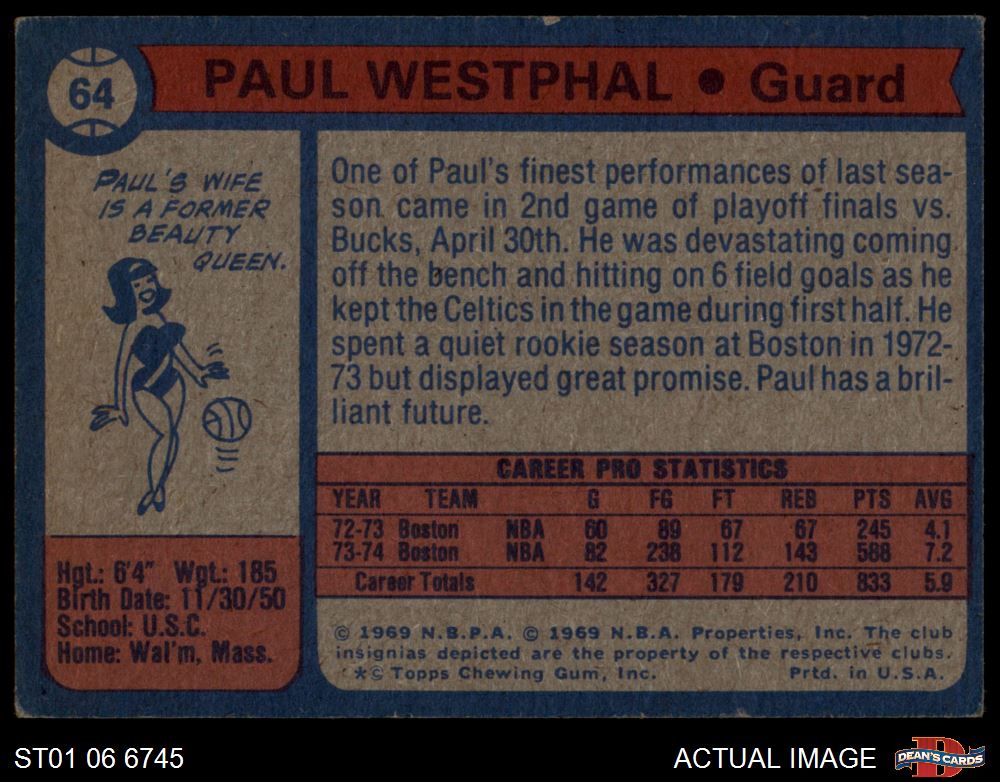 64
PAUL WESTPHAL • Guard
PAUL'S WIFE
IS A FORMER
BEAUTY
QUEEN.
One of Paul's finest performances of last sea-
son came in 2nd game of playoff finals vs.
Bucks, April 30th. He was devastating coming
off the bench and hitting on 6 field goals as he
kept the Celtics in the game during first half. He
spent a quiet rookie season at Boston in 1972-
73 but displayed great promise. Paul has a bril-
liant future.
CAREER PRO STATISTICS
YEAR TEAM G FG FT REB PTS AVG
72-73 Boston NBA 60 89 67 67 245 4.1
73-74 Boston NBA 82 238 112 143 588 7.2
Career Totals 142 327 179 210 833 5.9
Hgt.: 6'4" Wgt.: 185
Birth Date: 11/30/50
School: U.S.C.
Home: Wal'm, Mass.
© 1969 N.B.P.A. © 1969 N.B.A. Properties, Inc. The club
insignias depicted are the property of the respective clubs.
*© Topps Chewing Gum, Inc. Prtd. in U.S.A.
ST01 06 6745
ACTUAL IMAGE
D
DEAN'S CARDS